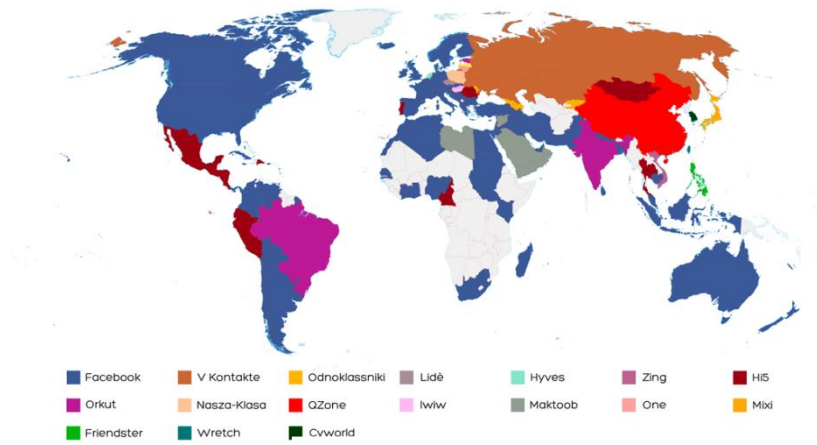 Facebook V Kontakte Odnoklassniki Lidè Hyves Zing Hi5
Orkut Nasza-Klasa QZone Iwiw Maktoob One Mixi
Friendster Wretch Cvworld